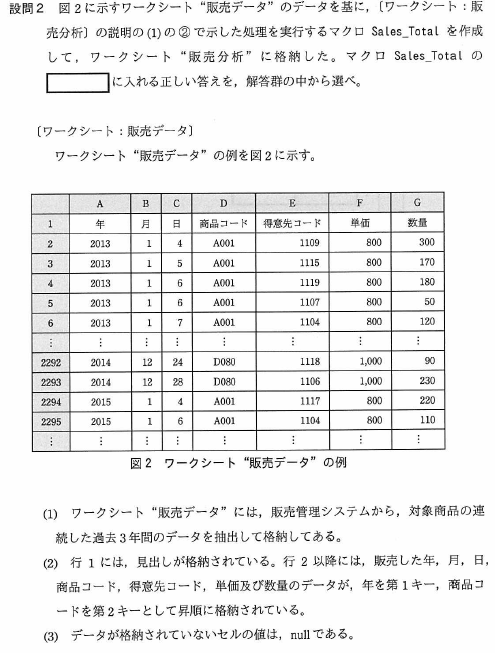 設問2 図2に示すワークシート“販売データ”のデータを基に，〔ワークシート：販
売分析〕の説明の(1)の②で示した処理を実行するマクロ Sales_Total を作成
して，ワークシート“販売分析”に格納した。マクロ Sales_Total の
に入れる正しい答えを，解答群の中から選べ。
〔ワークシート：販売データ〕
ワークシート“販売データ”の例を図2に示す。
A B C D E F G
1 年 月 日 商品コード 得意先コード 単価 数量
2 2013 1 4 A001 1109 800 300
3 2013 1 5 A001 1115 800 170
4 2013 1 6 A001 1119 800 180
5 2013 1 6 A001 1107 800 50
6 2013 1 7 A001 1104 800 120
⋮ ⋮ ⋮ ⋮ ⋮ ⋮ ⋮ ⋮
2292 2014 12 24 D080 1118 1,000 90
2293 2014 12 28 D080 1106 1,000 230
2294 2015 1 4 A001 1117 800 220
2295 2015 1 6 A001 1104 800 110
⋮ ⋮ ⋮ ⋮ ⋮ ⋮ ⋮ ⋮
図2 ワークシート“販売データ”の例
(1) ワークシート“販売データ”には，販売管理システムから，対象商品の連
続した過去3年間のデータを抽出して格納してある。
(2) 行1には，見出しが格納されている。行2以降には，販売した年，月，日，
商品コード，得意先コード，単価及び数量のデータが，年を第1キー，商品コ
ードを第2キーとして昇順に格納されている。
(3) データが格納されていないセルの値は，nullである。